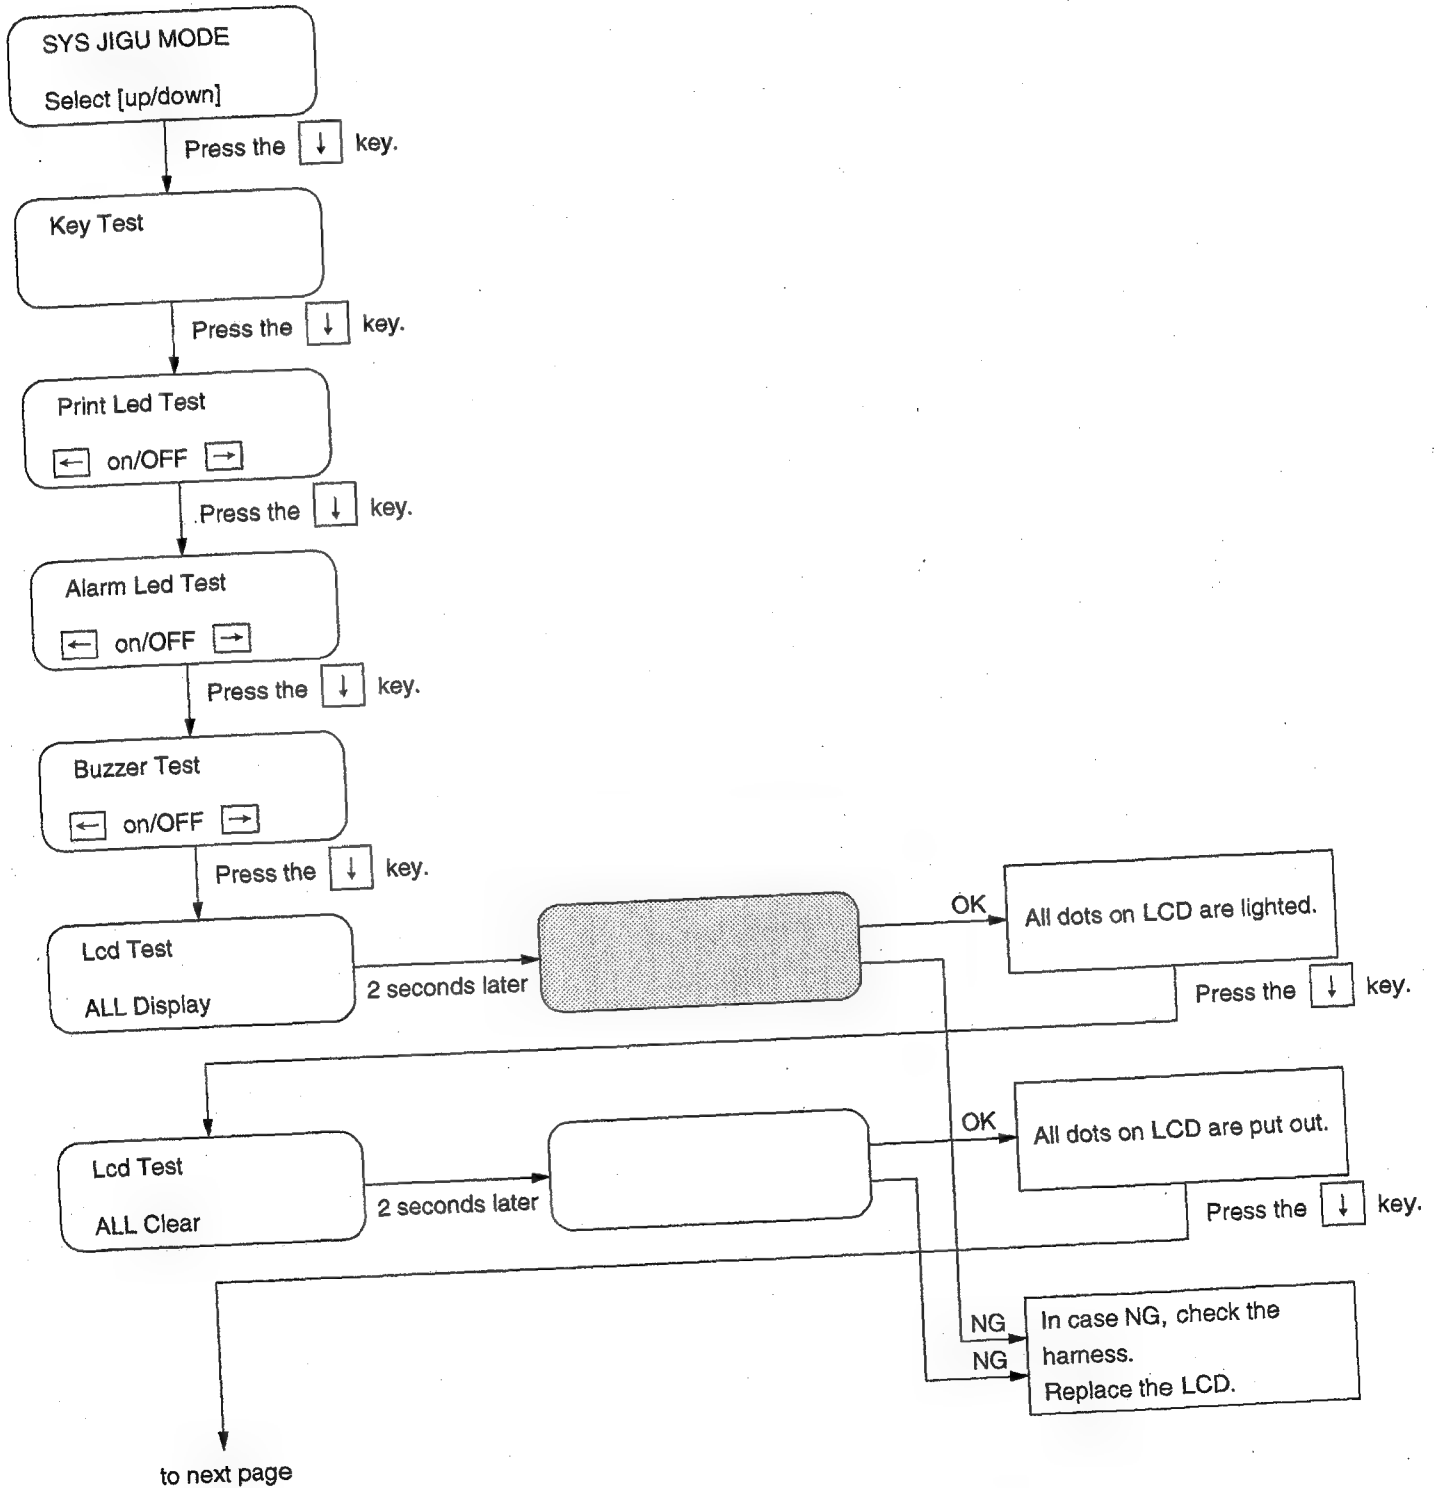 SYS JIGU MODE
Select [up/down]
Press the ↓ key.
Key Test
Press the ↓ key.
Print Led Test
← on/OFF →
Press the ↓ key.
Alarm Led Test
← on/OFF →
Press the ↓ key.
Buzzer Test
← on/OFF →
Press the ↓ key.
Lcd Test
ALL Display
2 seconds later
OK
All dots on LCD are lighted.
Press the ↓ key.
Lcd Test
ALL Clear
2 seconds later
OK
All dots on LCD are put out.
Press the ↓ key.
NG
NG
In case NG, check the
harness.
Replace the LCD.
to next page